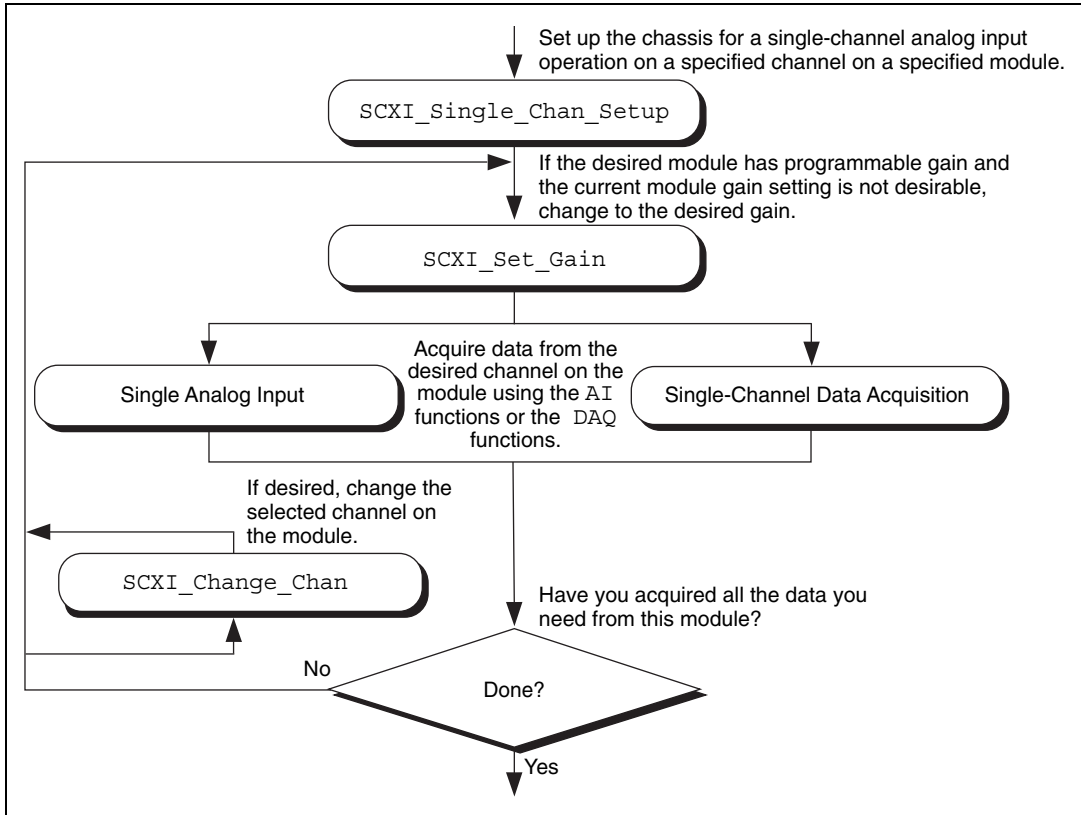 Set up the chassis for a single-channel analog input
operation on a specified channel on a specified module.
SCXI_Single_Chan_Setup
If the desired module has programmable gain and
the current module gain setting is not desirable,
change to the desired gain.
SCXI_Set_Gain
Single Analog Input
Acquire data from the
desired channel on the
module using the AI
functions or the DAQ
functions.
Single-Channel Data Acquisition
If desired, change the
selected channel on
the module.
SCXI_Change_Chan
Have you acquired all the data you
need from this module?
No
Done?
Yes